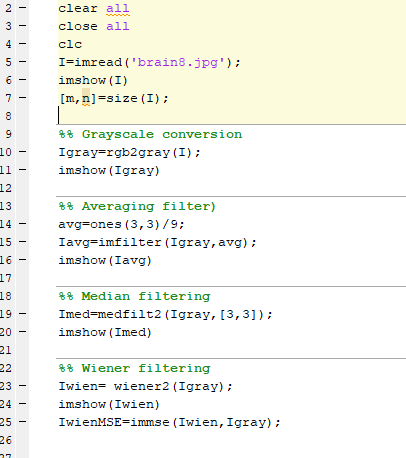 2 – clear all
3 – close all
4 – clc
5 – I=imread('brain8.jpg');
6 – imshow(I)
7 – [m,n]=size(I);
8
9 %% Grayscale conversion
10 – Igray=rgb2gray(I);
11 – imshow(Igray)
12
13 %% Averaging filter)
14 – avg=ones(3,3)/9;
15 – Iavg=imfilter(Igray,avg);
16 – imshow(Iavg)
17
18 %% Median filtering
19 – Imed=medfilt2(Igray,[3,3]);
20 – imshow(Imed)
21
22 %% Wiener filtering
23 – Iwien= wiener2(Igray);
24 – imshow(Iwien)
25 – IwienMSE=immse(Iwien,Igray);
26
27